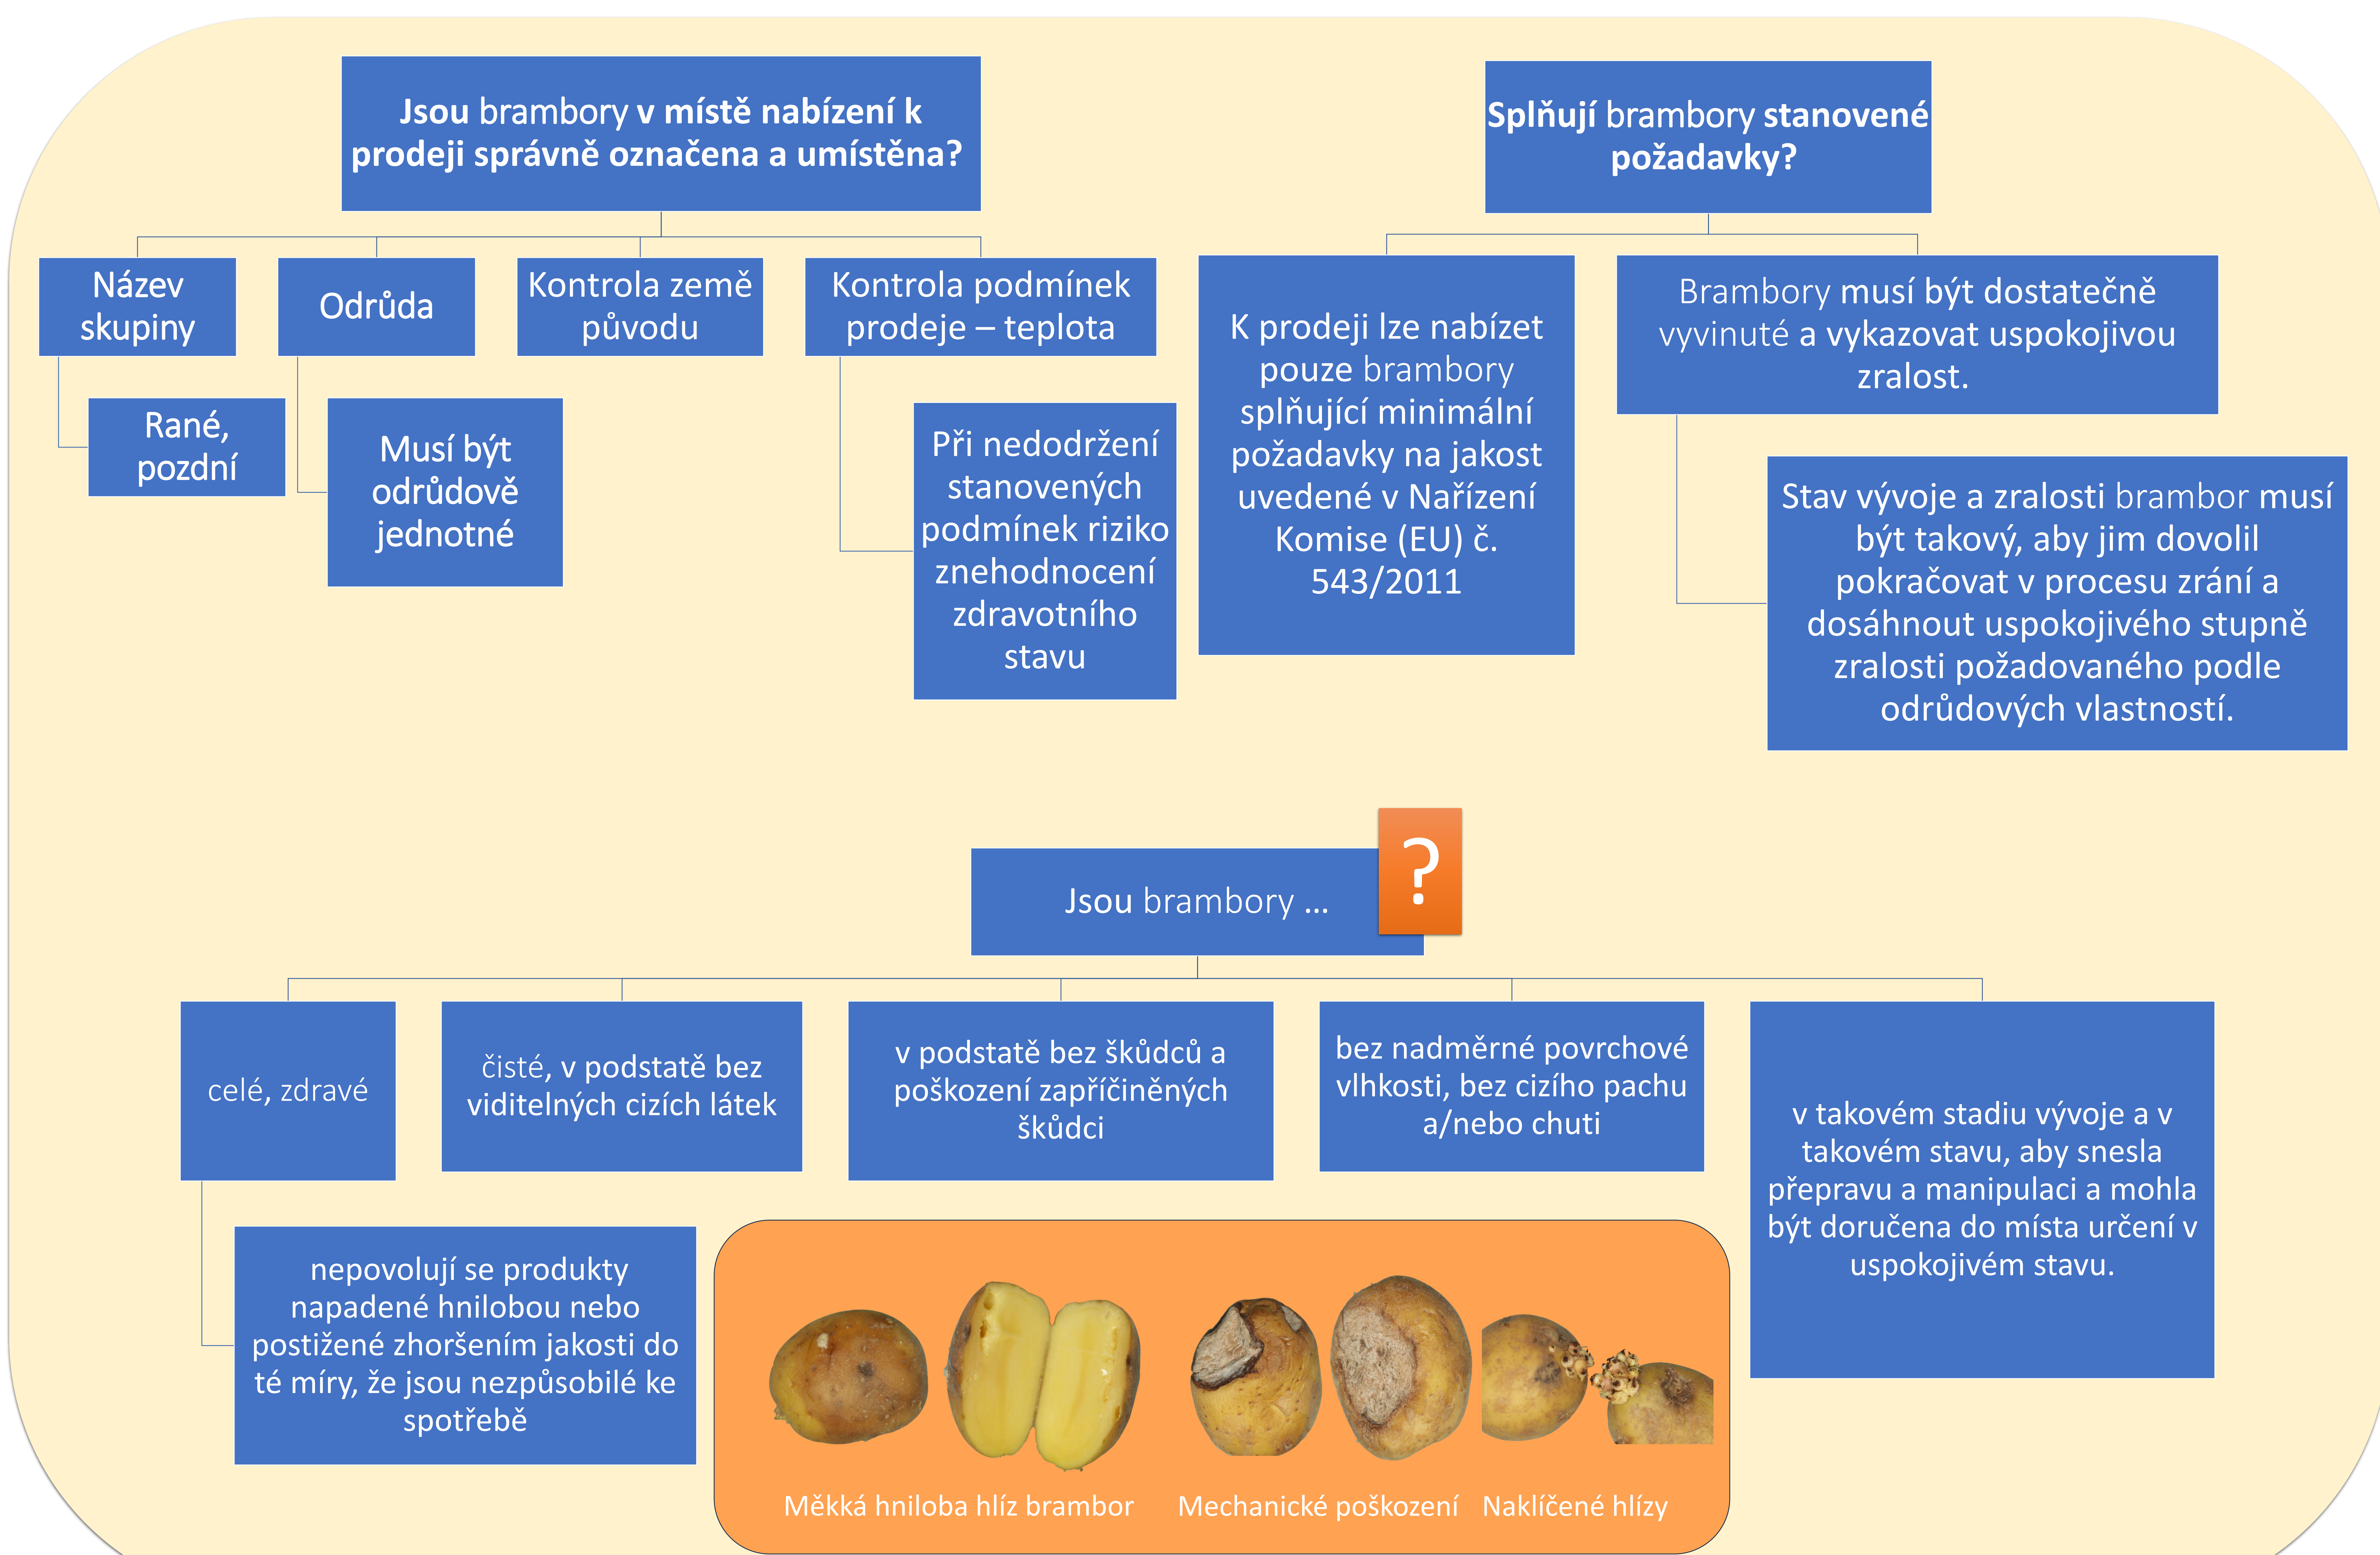 Jsou brambory v místě nabízení k
prodeji správně označena a umístěna?
Název
skupiny
Rané,
pozdní
Odrůda
Musí být
odrůdově
jednotné
Kontrola země
původu
Kontrola podmínek
prodeje – teplota
Při nedodržení
stanovených
podmínek riziko
znehodnocení
zdravotního
stavu
Splňují brambory stanovené
požadavky?
K prodeji lze nabízet
pouze brambory
splňující minimální
požadavky na jakost
uvedené v Nařízení
Komise (EU) č.
543/2011
Brambory musí být dostatečně
vyvinuté a vykazovat uspokojivou
zralost.
Stav vývoje a zralosti brambor musí
být takový, aby jim dovolil
pokračovat v procesu zrání a
dosáhnout uspokojivého stupně
zralosti požadovaného podle
odrůdových vlastností.
Jsou brambory ...
?
celé, zdravé
nepovolují se produkty
napadené hnilobou nebo
postižené zhoršením jakosti do
té míry, že jsou nezpůsobilé ke
spotřebě
čisté, v podstatě bez
viditelných cizích látek
v podstatě bez škůdců a
poškození zapříčiněných
škůdci
bez nadměrné povrchové
vlhkosti, bez cizího pachu
a/nebo chuti
v takovém stadiu vývoje a v
takovém stavu, aby snesla
přepravu a manipulaci a mohla
být doručena do místa určení v
uspokojivém stavu.
Měkká hniloba hlíz brambor
Mechanické poškození
Naklíčené hlízy